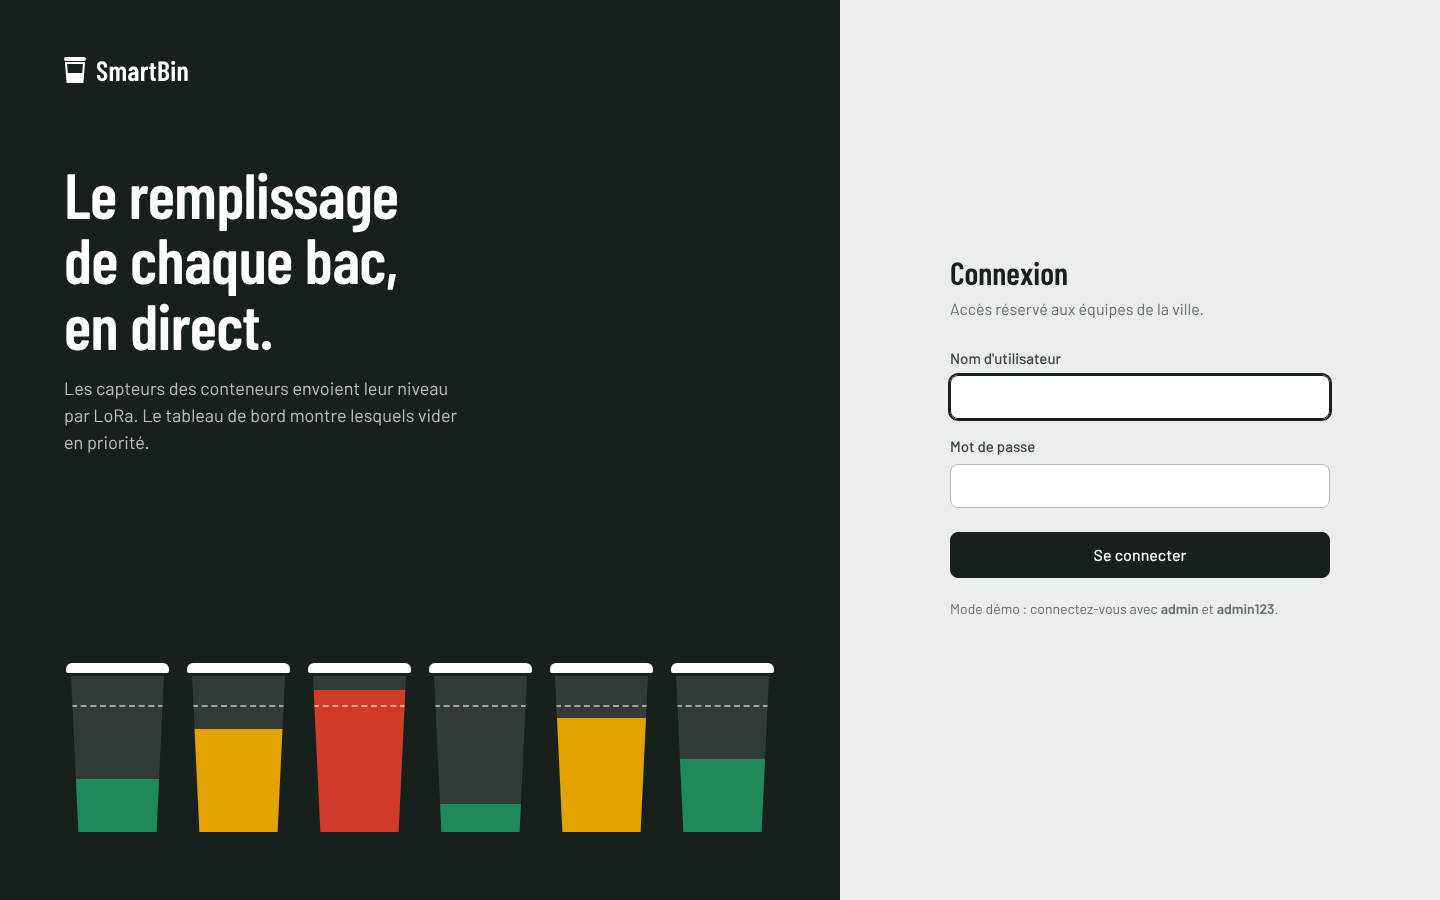 SmartBin
Le remplissage
de chaque bac,
en direct.
Les capteurs des conteneurs envoient leur niveau
par LoRa. Le tableau de bord montre lesquels vider
en priorité.
Connexion
Accès réservé aux équipes de la ville.
Nom d'utilisateur
Mot de passe
Se connecter
Mode démo : connectez-vous avec admin et admin123.